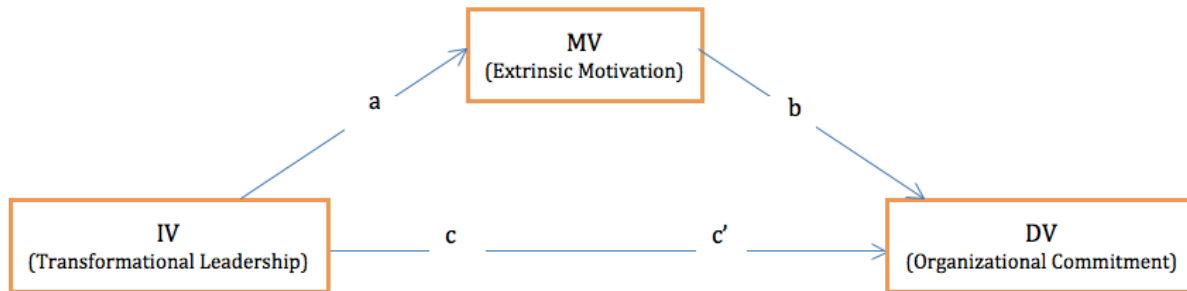 MV
(Extrinsic Motivation)
a
b
IV
(Transformational Leadership)
c
c’
DV
(Organizational Commitment)